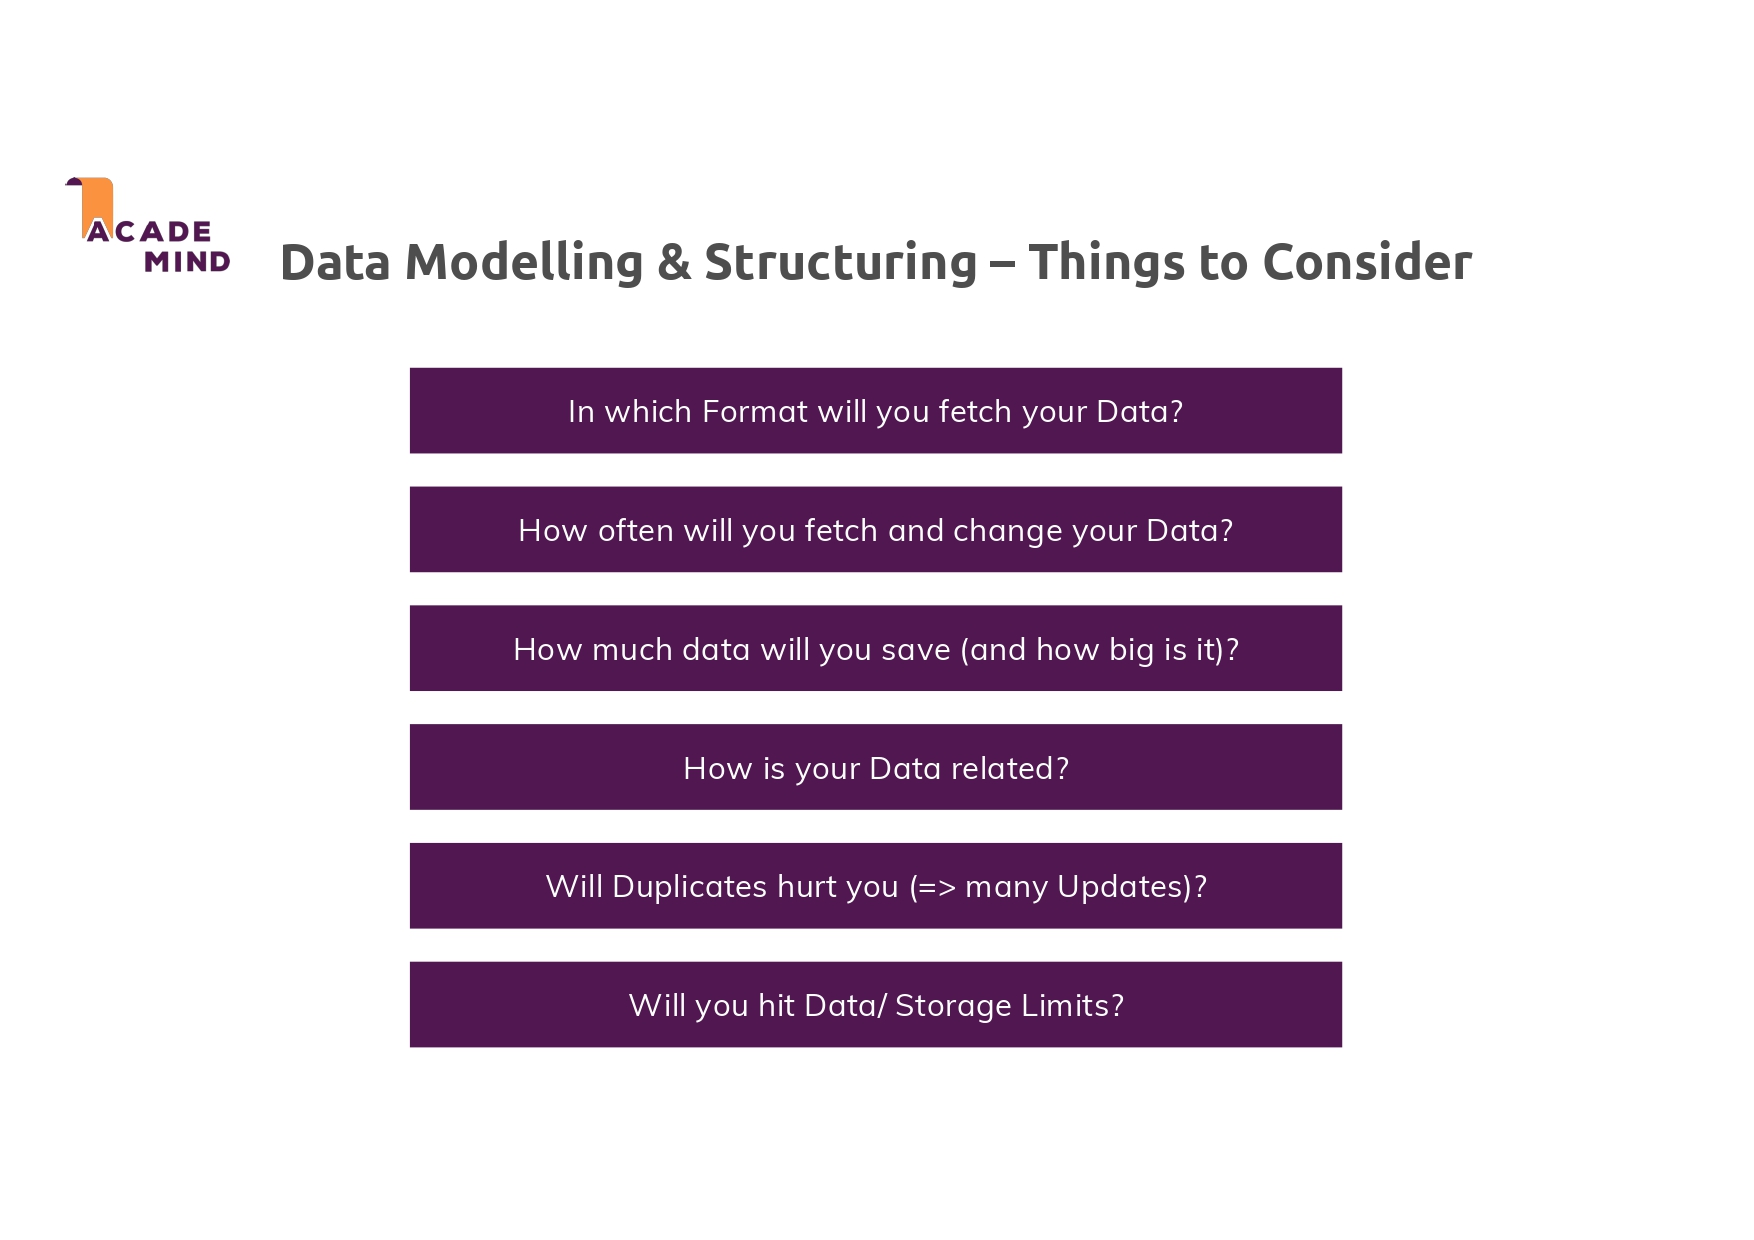 ACADE
MIND
Data Modelling & Structuring – Things to Consider
In which Format will you fetch your Data?
How often will you fetch and change your Data?
How much data will you save (and how big is it)?
How is your Data related?
Will Duplicates hurt you (=> many Updates)?
Will you hit Data/ Storage Limits?